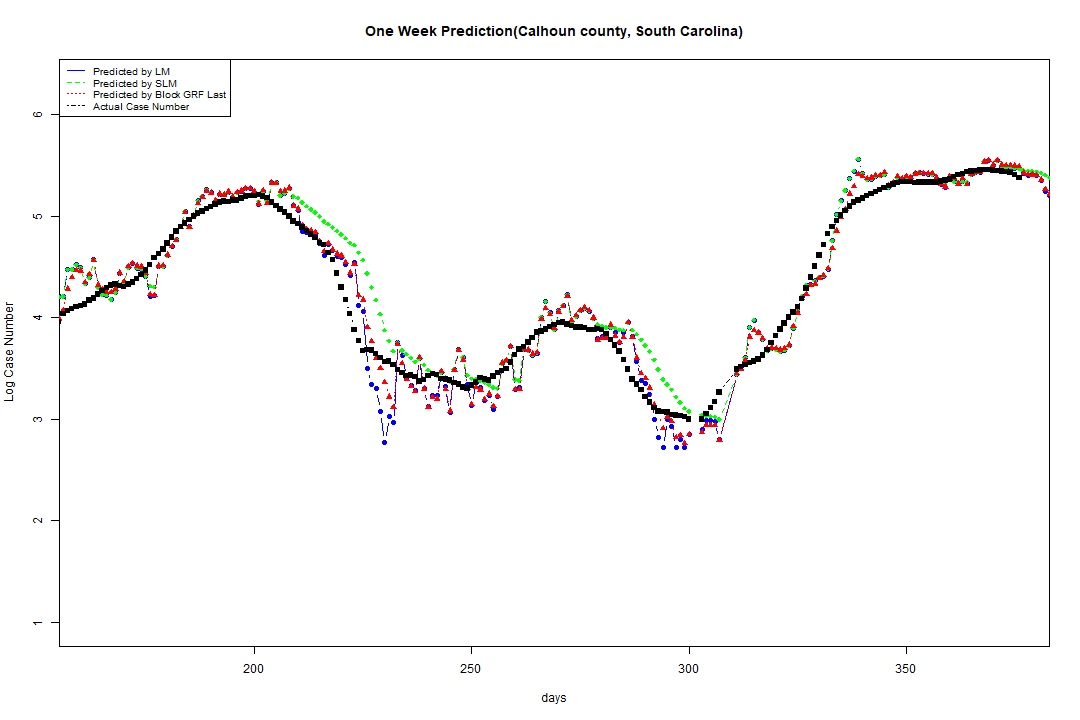 One Week Prediction(Calhoun county, South Carolina)
Predicted by LM
Predicted by SLM
Predicted by Block GRF Last
Actual Case Number
Log Case Number
6
5
4
3
2
1
200 250 300 350
days